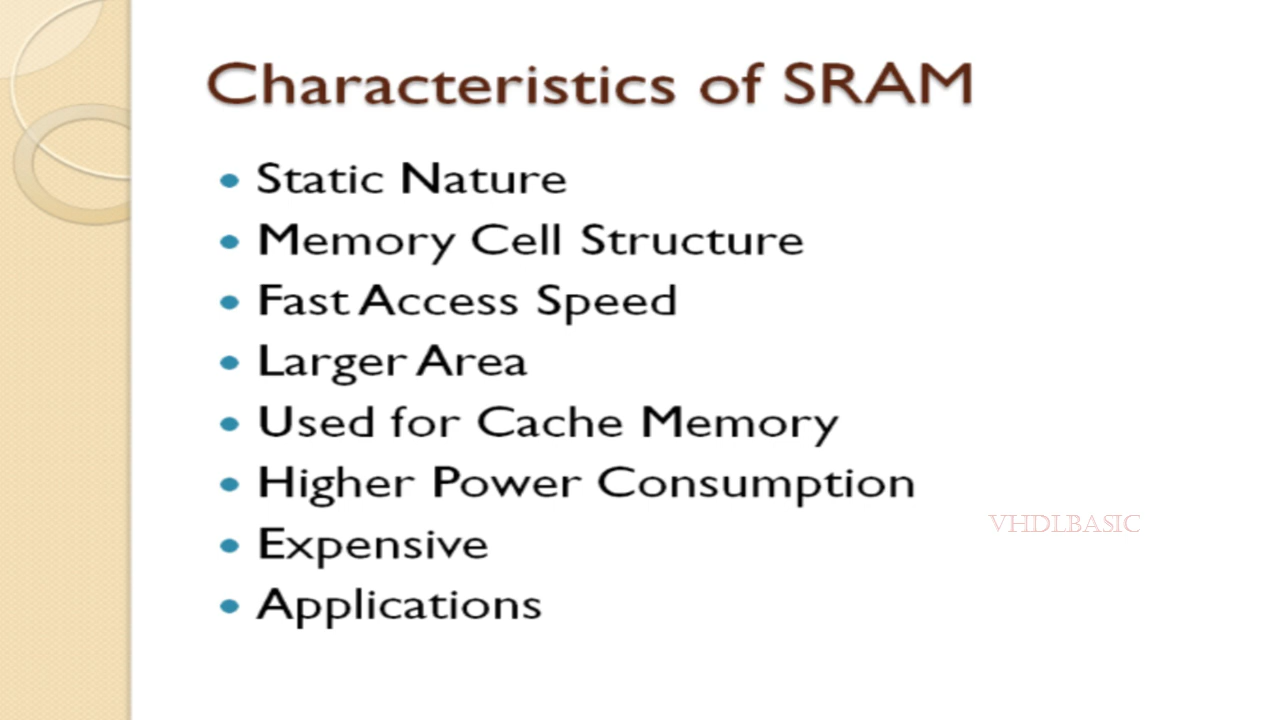 Characteristics of SRAM
• Static Nature
• Memory Cell Structure
• Fast Access Speed
• Larger Area
• Used for Cache Memory
• Higher Power Consumption
VHDLBASIC
• Expensive
• Applications